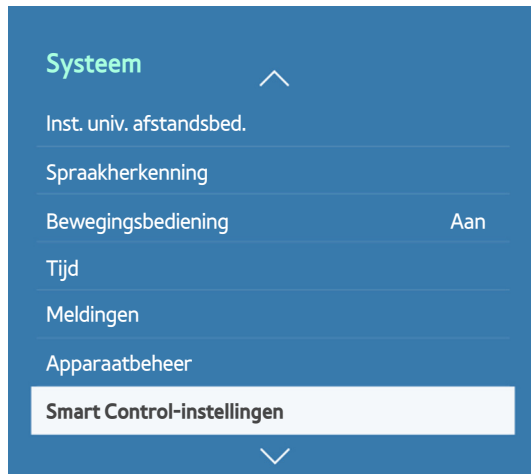 Systeem
Inst. univ. afstandsbed.
Spraakherkenning
Bewegingsbediening Aan
Tijd
Meldingen
Apparaatbeheer
Smart Control-instellingen